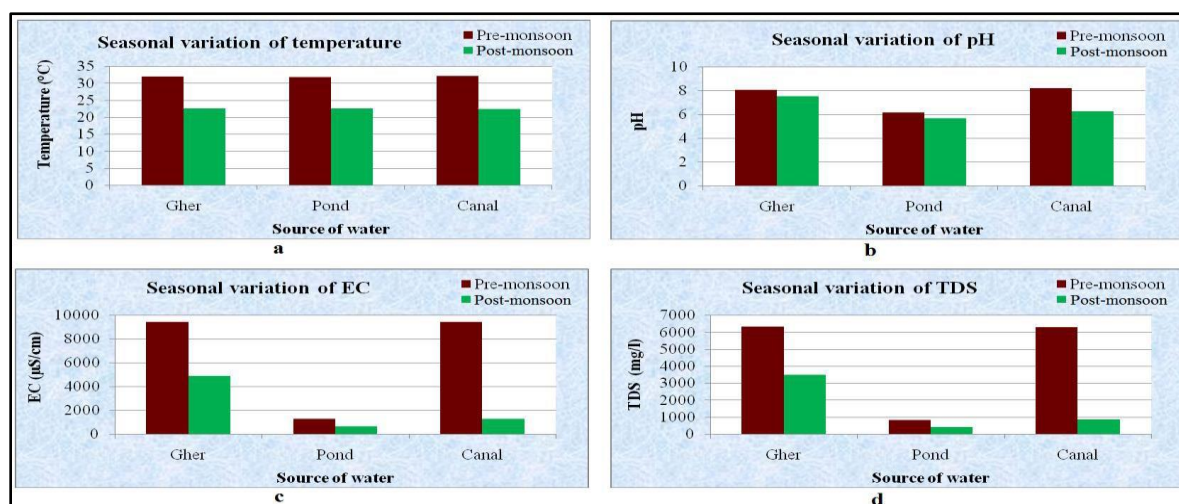 Seasonal variation of temperature
Pre-monsoon
Post-monsoon
Temperature (°C)
35
30
25
20
15
10
5
0
Gher Pond Canal
Source of water
a
Seasonal variation of pH
Pre-monsoon
Post-monsoon
pH
10
8
6
4
2
0
Gher Pond Canal
Source of water
b
Seasonal variation of EC
Pre-monsoon
Post-monsoon
EC (µS/cm)
10000
8000
6000
4000
2000
0
Gher Pond Canal
Source of water
c
Seasonal variation of TDS
Pre-monsoon
Post-monsoon
TDS (mg/l)
7000
6000
5000
4000
3000
2000
1000
0
Gher Pond Canal
Source of water
d